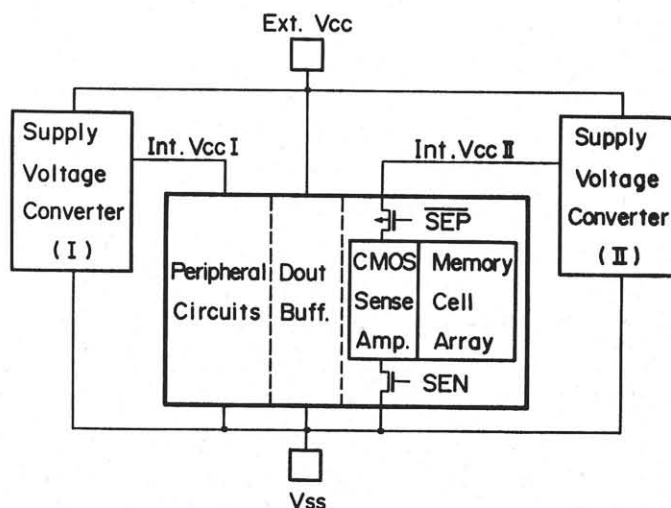 Ext. Vcc
Supply
Voltage
Converter
(I)
Int. Vcc I
Int. Vcc II
Supply
Voltage
Converter
(II)
Peripheral
Circuits
Dout
Buff.
S̅E̅P̅
CMOS
Sense
Amp.
Memory
Cell
Array
SEN
Vss